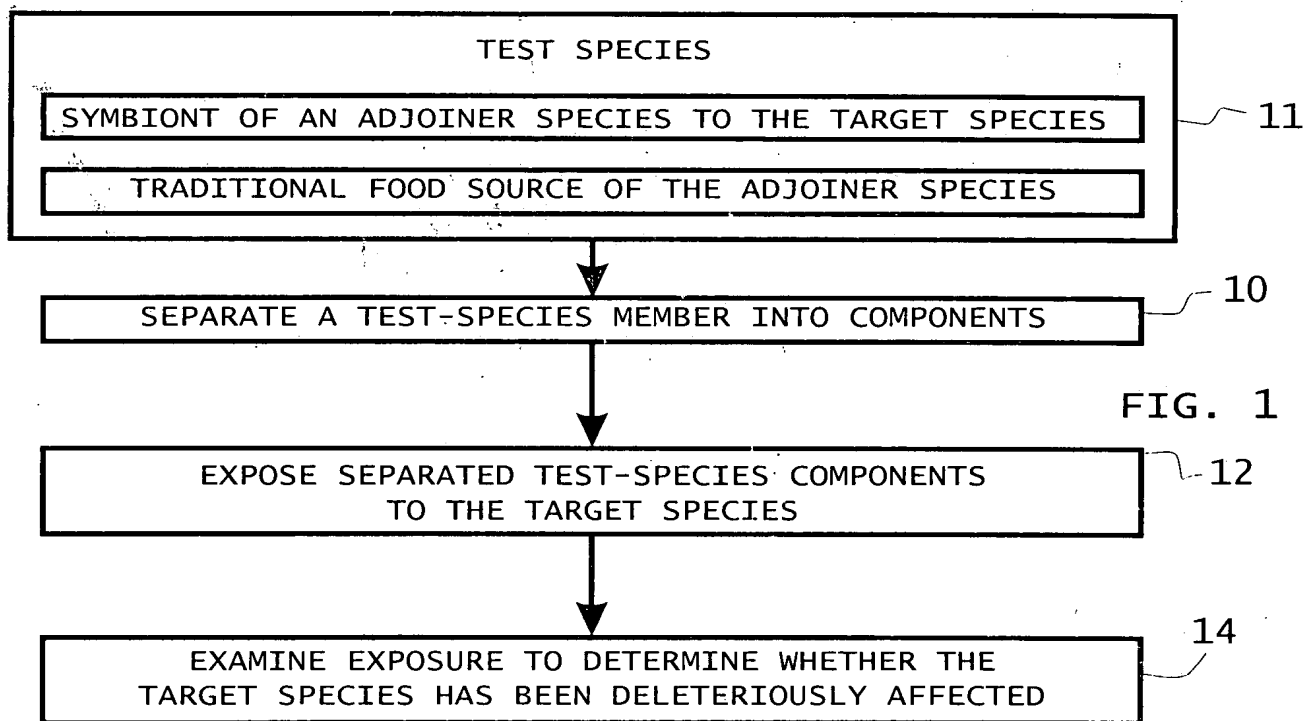 TEST SPECIES
SYMBIONT OF AN ADJOINER SPECIES TO THE TARGET SPECIES
11
TRADITIONAL FOOD SOURCE OF THE ADJOINER SPECIES
10
SEPARATE A TEST-SPECIES MEMBER INTO COMPONENTS
FIG. 1
EXPOSE SEPARATED TEST-SPECIES COMPONENTS
TO THE TARGET SPECIES
12
14
EXAMINE EXPOSURE TO DETERMINE WHETHER THE
TARGET SPECIES HAS BEEN DELETERIOUSLY AFFECTED